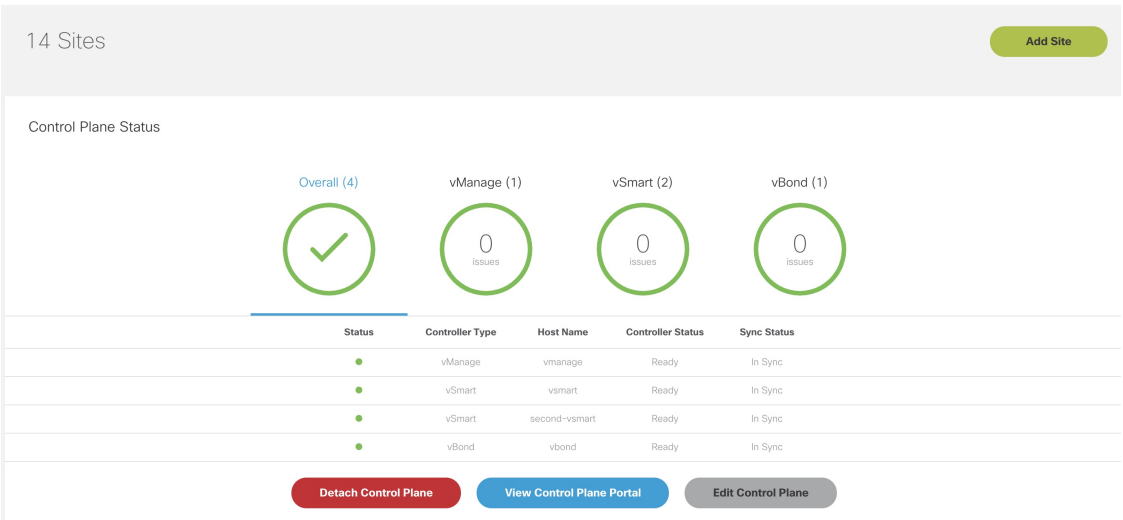 14 Sites
Add Site
Control Plane Status
Overall (4) vManage (1) vSmart (2) vBond (1)
0 0 0
issues issues issues
Status Controller Type Host Name Controller Status Sync Status
vManage vmanage Ready In Sync
vSmart vsmart Ready In Sync
vSmart second-vsmart Ready In Sync
vBond vbond Ready In Sync
Detach Control Plane View Control Plane Portal Edit Control Plane